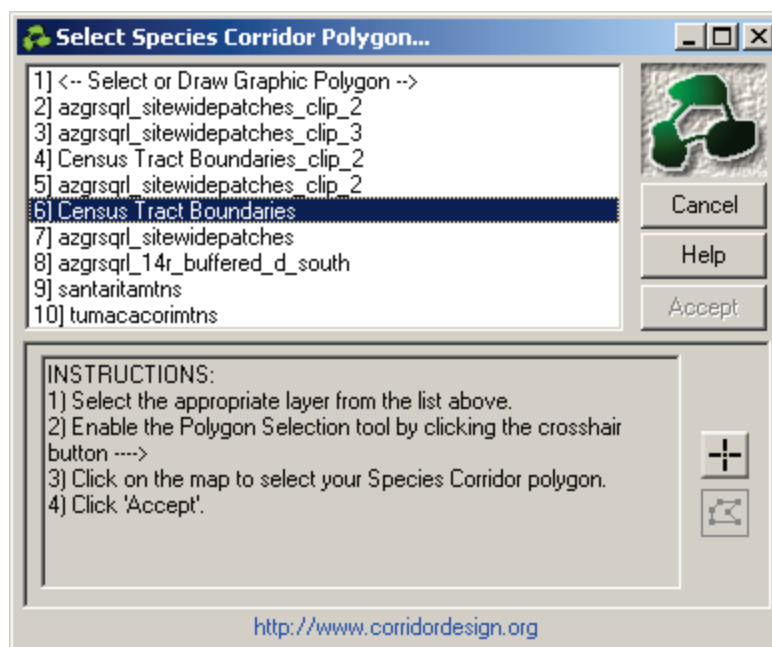 Select Species Corridor Polygon...
1] <-- Select or Draw Graphic Polygon -->
2] azgrsqrl_sitewidepatches_clip_2
3] azgrsqrl_sitewidepatches_clip_3
4] Census Tract Boundaries_clip_2
5] azgrsqrl_sitewidepatches_clip_2
6] Census Tract Boundaries
7] azgrsqrl_sitewidepatches
8] azgrsqrl_14r_buffered_d_south
9] santaritamtns
10] tumacacorimtns
Cancel
Help
Accept
INSTRUCTIONS:
1) Select the appropriate layer from the list above.
2) Enable the Polygon Selection tool by clicking the crosshair
button ---->
3) Click on the map to select your Species Corridor polygon.
4) Click 'Accept'.
http://www.corridordesign.org